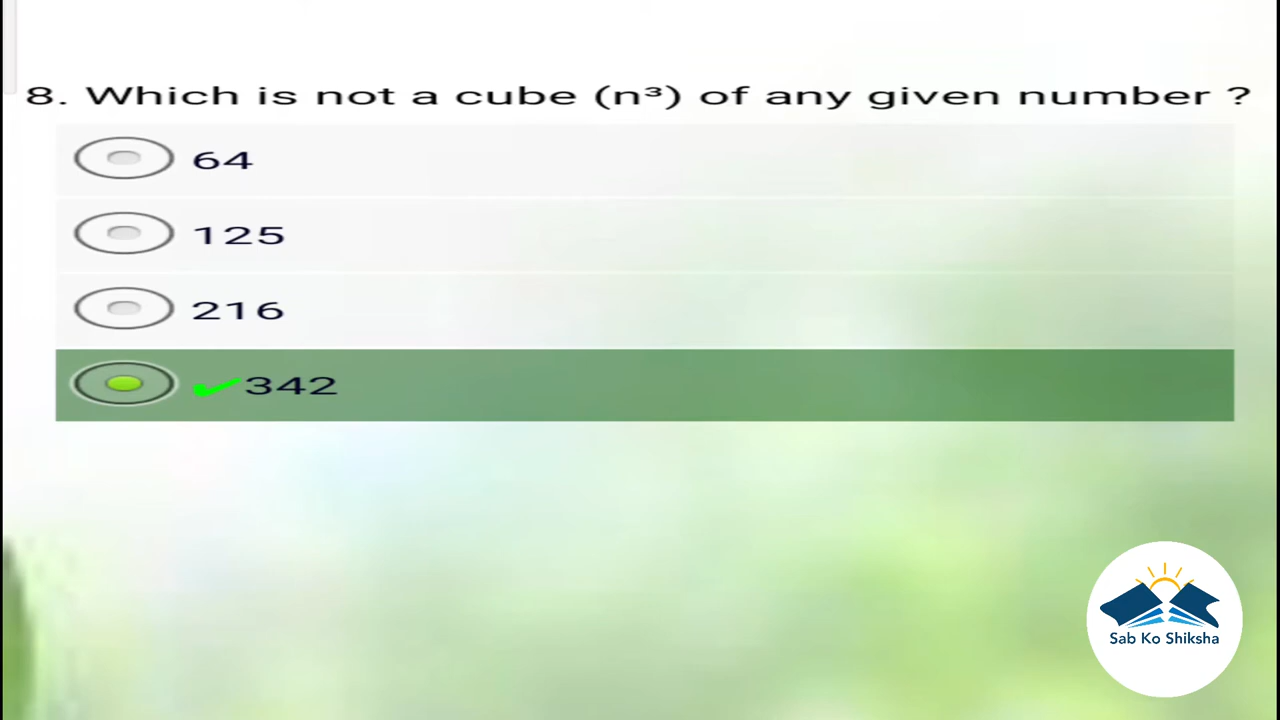 8. Which is not a cube (n³) of any given number ?
64
125
216
✔342
Sab Ko Shiksha